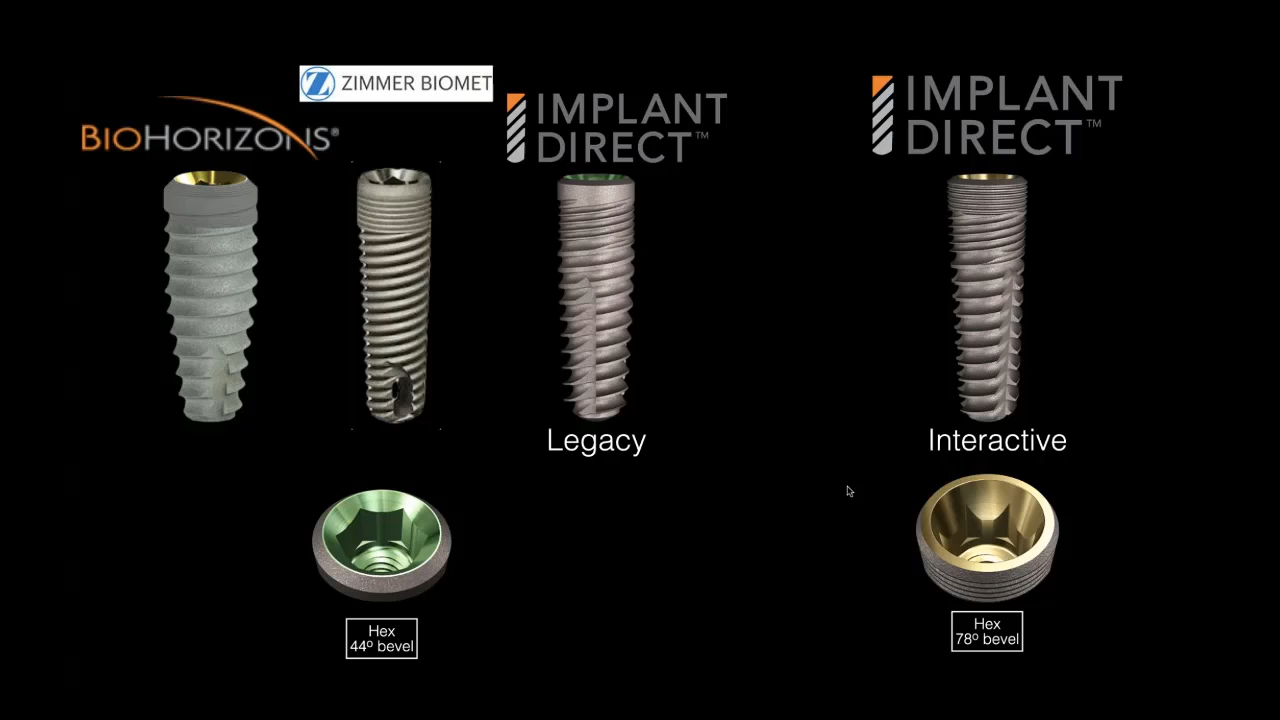 BIOHORIZONS®
ZIMMER BIOMET
IMPLANT
DIRECT™
IMPLANT
DIRECT™
Legacy
Interactive
Hex
44º bevel
Hex
78º bevel